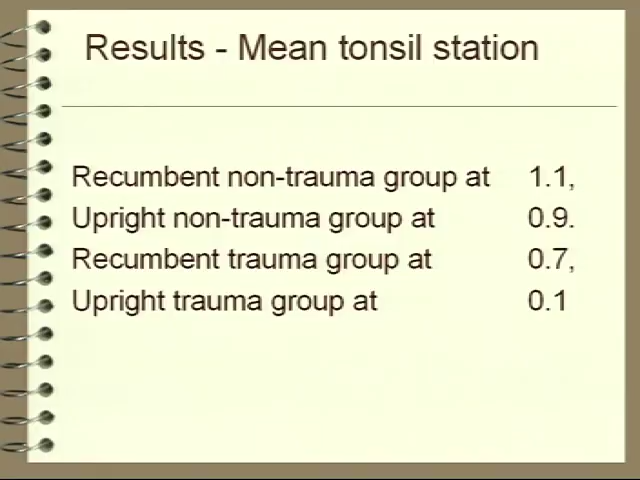 Results - Mean tonsil station
Recumbent non-trauma group at 1.1,
Upright non-trauma group at 0.9.
Recumbent trauma group at 0.7,
Upright trauma group at 0.1